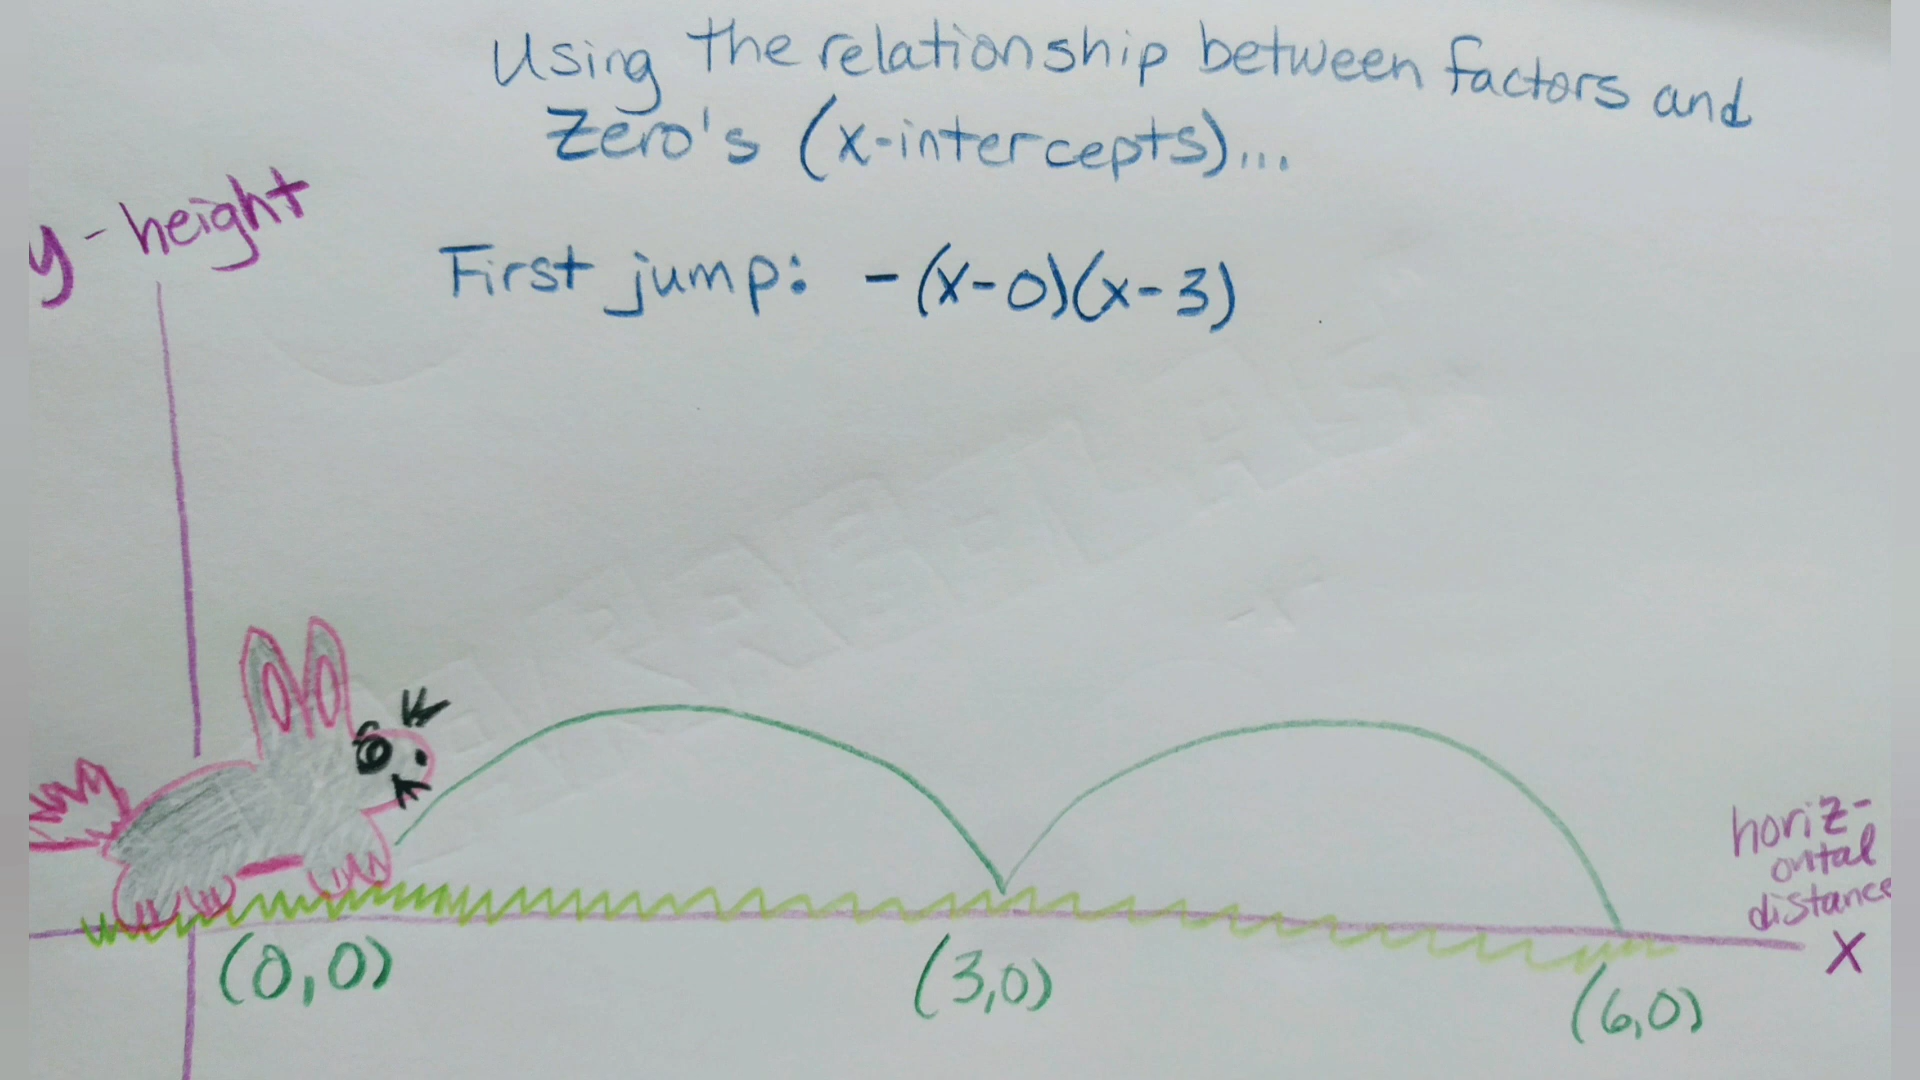 Using the relationship between factors and
Zero's (x-intercepts)...
y-height
First jump: -(x-0)(x-3)
horiz-
ontal
distance
x
(0,0)
(3,0)
(6,0)